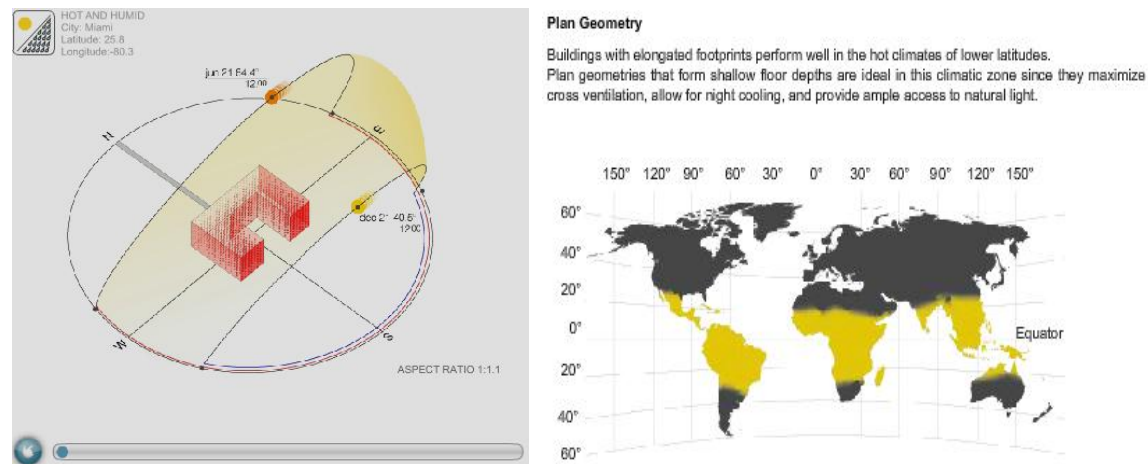 HOT AND HUMID
City: Miami
Latitude: 25.8
Longitude:-80.3
jun 21 84.4°
12:00
N
E
dec 21 40.5°
12:00
W
S
ASPECT RATIO 1:1.1
Plan Geometry
Buildings with elongated footprints perform well in the hot climates of lower latitudes.
Plan geometries that form shallow floor depths are ideal in this climatic zone since they maximize
cross ventilation, allow for night cooling, and provide ample access to natural light.
150° 120° 90° 60° 30° 0° 30° 60° 90° 120° 150°
60°
40°
20°
0°
Equator
20°
40°
60°